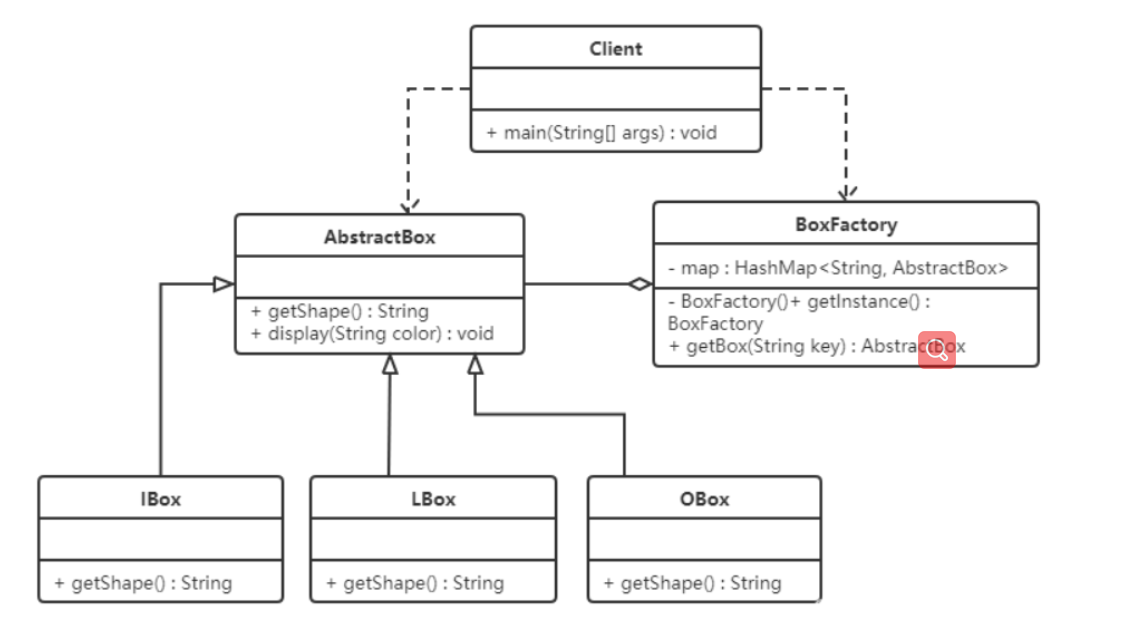 Client
+ main(String[] args) : void
AbstractBox
+ getShape() : String
+ display(String color) : void
BoxFactory
- map : HashMap<String, AbstractBox>
- BoxFactory()+ getInstance() :
BoxFactory
+ getBox(String key) : AbstractBox
IBox
+ getShape() : String
LBox
+ getShape() : String
OBox
+ getShape() : String